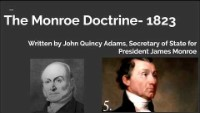 The Monroe Doctrine- 1823
Written by John Quincy Adams, Secretary of State for
President James Monroe
5.